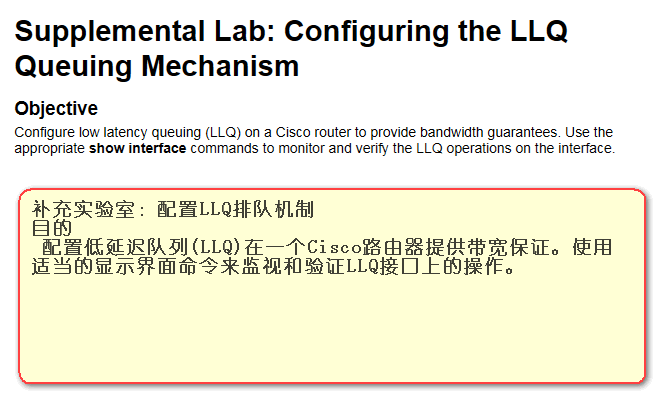 Supplemental Lab: Configuring the LLQ
Queuing Mechanism
Objective
Configure low latency queuing (LLQ) on a Cisco router to provide bandwidth guarantees. Use the
appropriate show interface commands to monitor and verify the LLQ operations on the interface.
补充实验室: 配置LLQ排队机制
目的
配置低延迟队列(LLQ)在一个Cisco路由器提供带宽保证。使用
适当的显示界面命令来监视和验证LLQ接口上的操作。